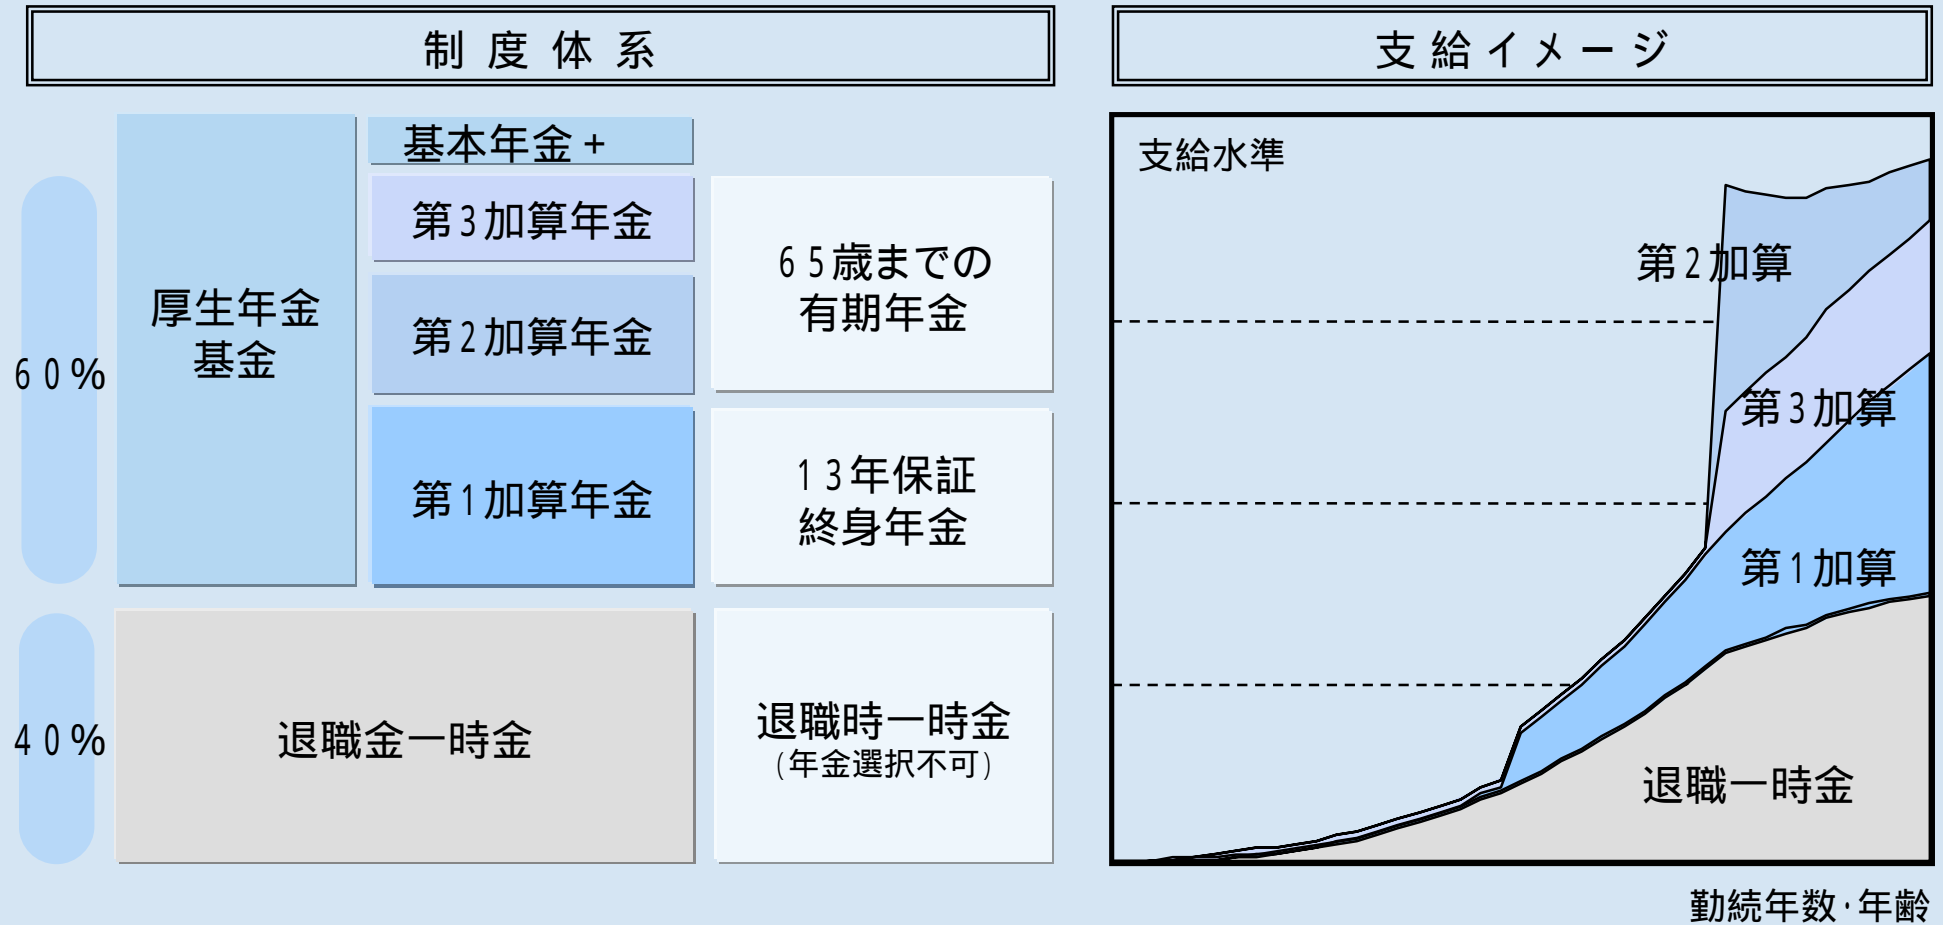 制度体系
支給イメージ
厚生年金
基金
基本年金+
第3加算年金
第2加算年金
第1加算年金
65歳までの
有期年金
13年保証
終身年金
60%
40%
退職金一時金
退職時一時金
(年金選択不可)
支給水準
第2加算
第3加算
第1加算
退職一時金
勤続年数・年齢